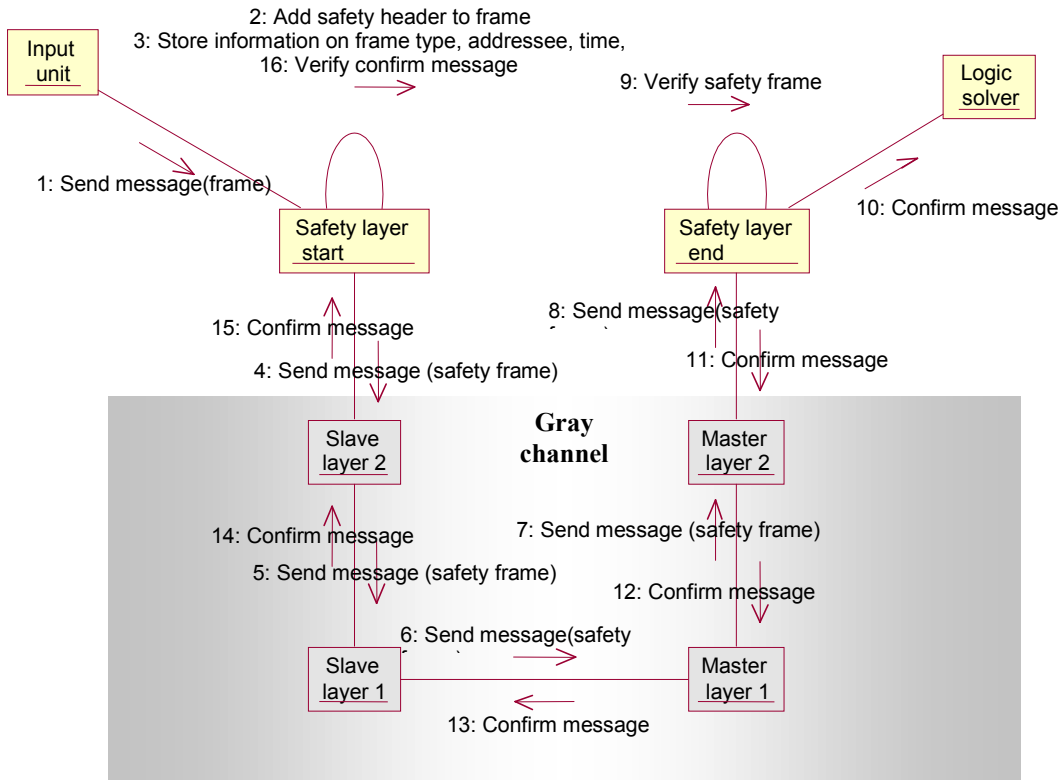 2: Add safety header to frame
3: Store information on frame type, addressee, time,
16: Verify confirm message
Input
unit
9: Verify safety frame
Logic
solver
1: Send message(frame)
10: Confirm message
Safety layer
start
Safety layer
end
15: Confirm message
8: Send message(safety
4: Send message (safety frame)
11: Confirm message
Gray
channel
Slave
layer 2
Master
layer 2
14: Confirm message
7: Send message (safety frame)
5: Send message (safety frame)
12: Confirm message
6: Send message(safety
Slave
layer 1
Master
layer 1
13: Confirm message